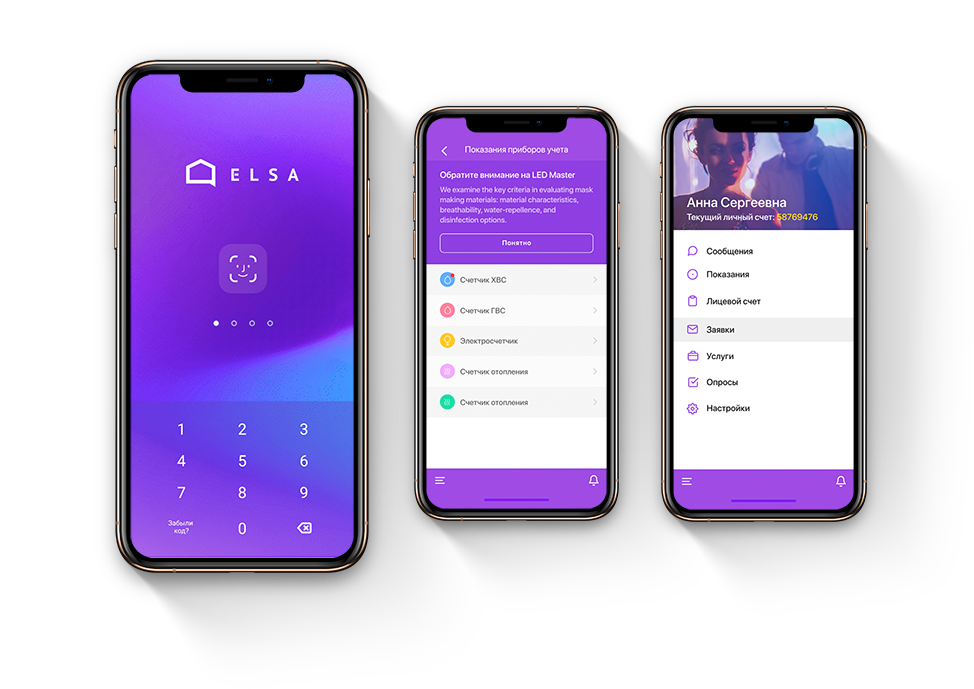 ELSA
1 2 3
4 5 6
7 8 9
Забыли
код?
0
Показания приборов учета
Обратите внимание на LED Master
We examine the key criteria in evaluating mask
making materials: material characteristics,
breathability, water-repellence, and
disinfection options.
Понятно
Счетчик ХВС
Счетчик ГВС
Электросчетчик
Счетчик отопления
Счетчик отопления
Анна Сергеевна
Текущий личный счет: 58769476
Сообщения
Показания
Лицевой счет
Заявки
Услуги
Опросы
Настройки